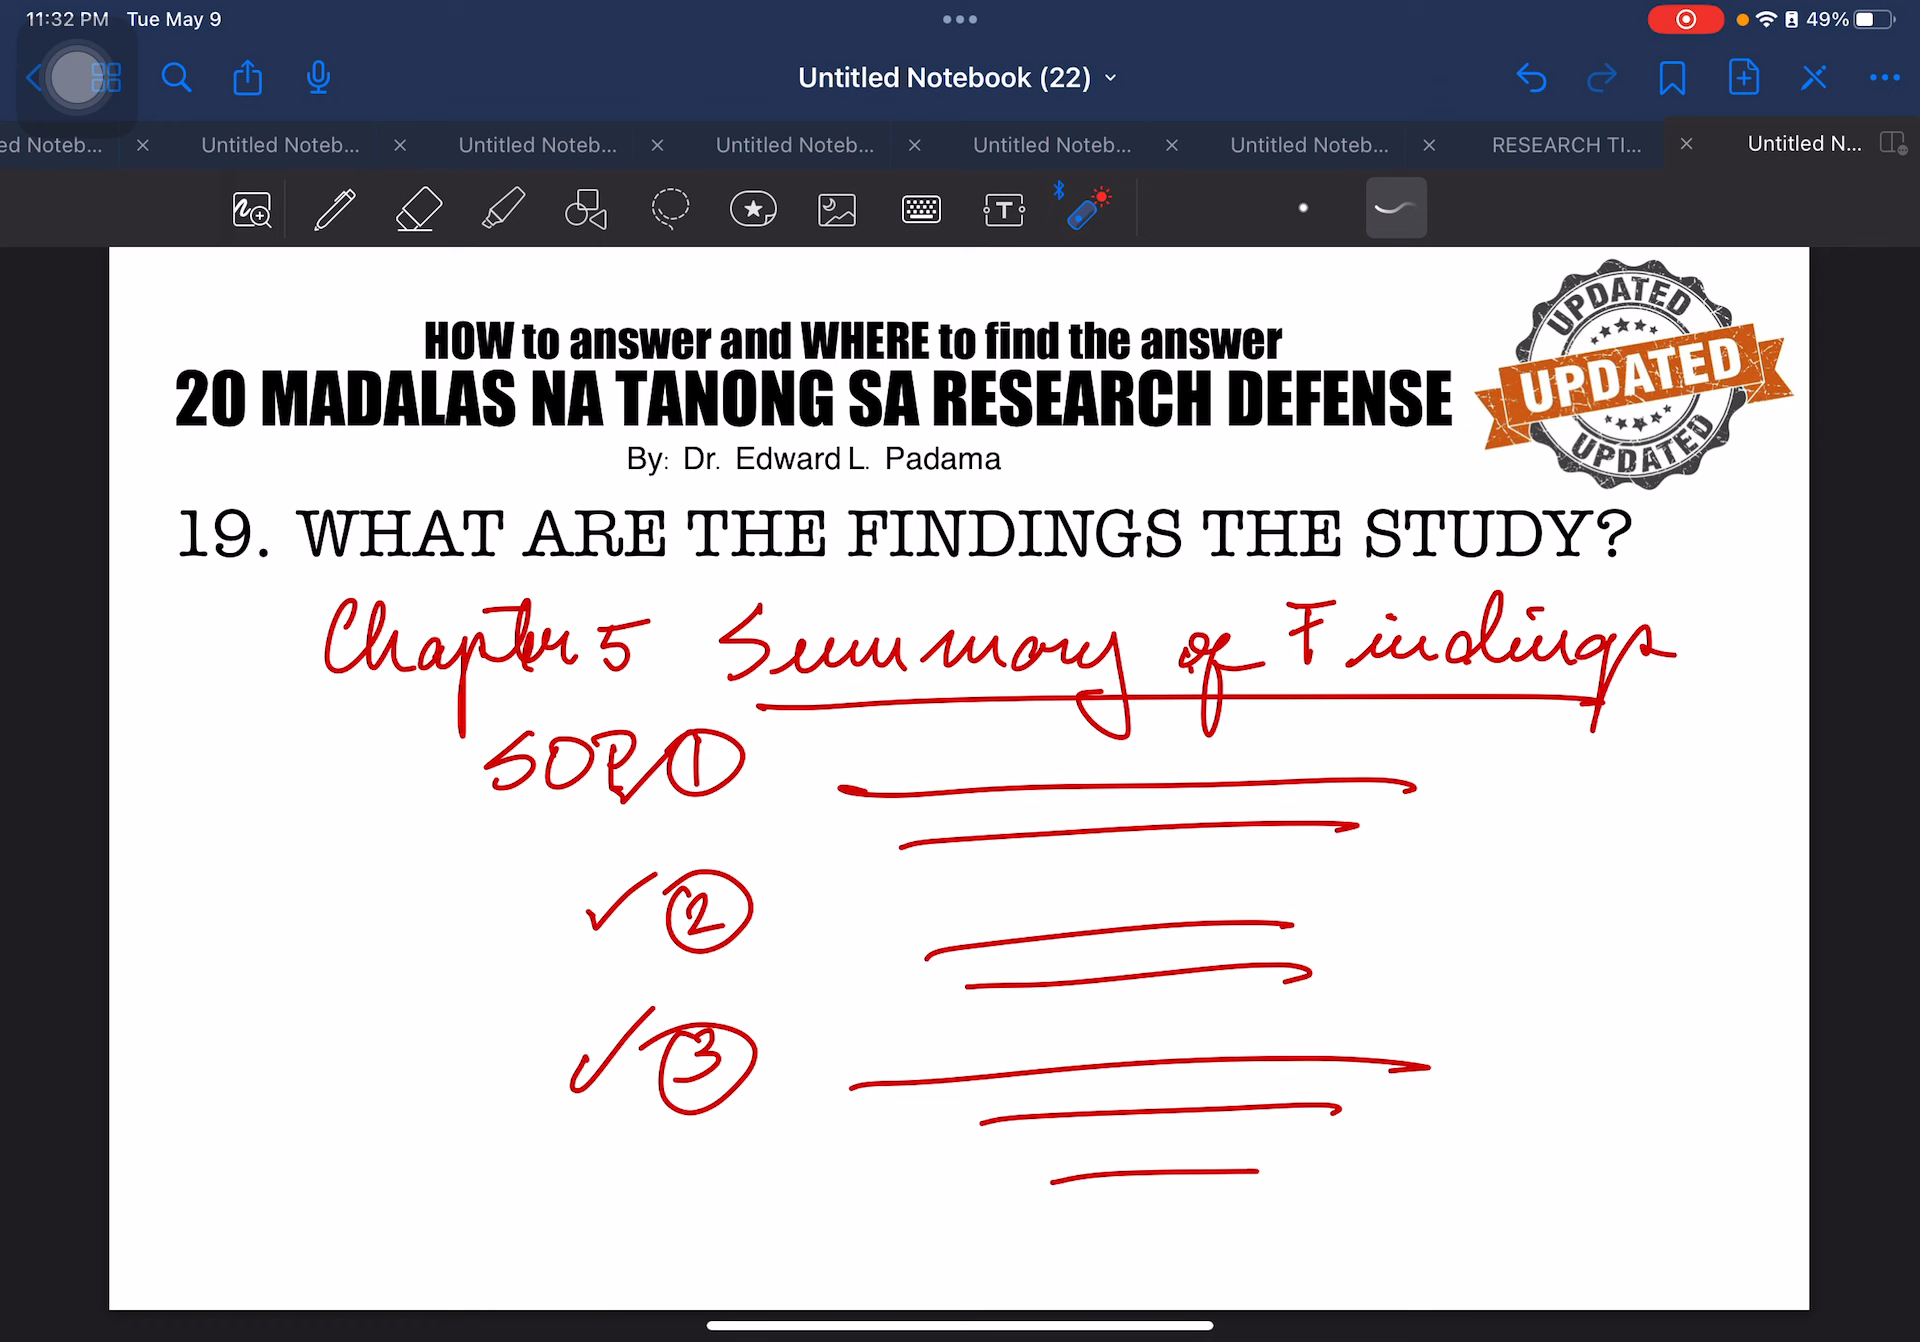 11:32 PM Tue May 9
49%
Untitled Notebook (22)
ed Noteb... Untitled Noteb... Untitled Noteb... Untitled Noteb... Untitled Noteb... Untitled Noteb... RESEARCH TI... Untitled N...
UPDATED
UPDATED
UPDATED
HOW to answer and WHERE to find the answer
20 MADALAS NA TANONG SA RESEARCH DEFENSE
By: Dr. Edward L. Padama
19. WHAT ARE THE FINDINGS THE STUDY?
Chapter 5 Summary of Findings
SOP 1
2
3